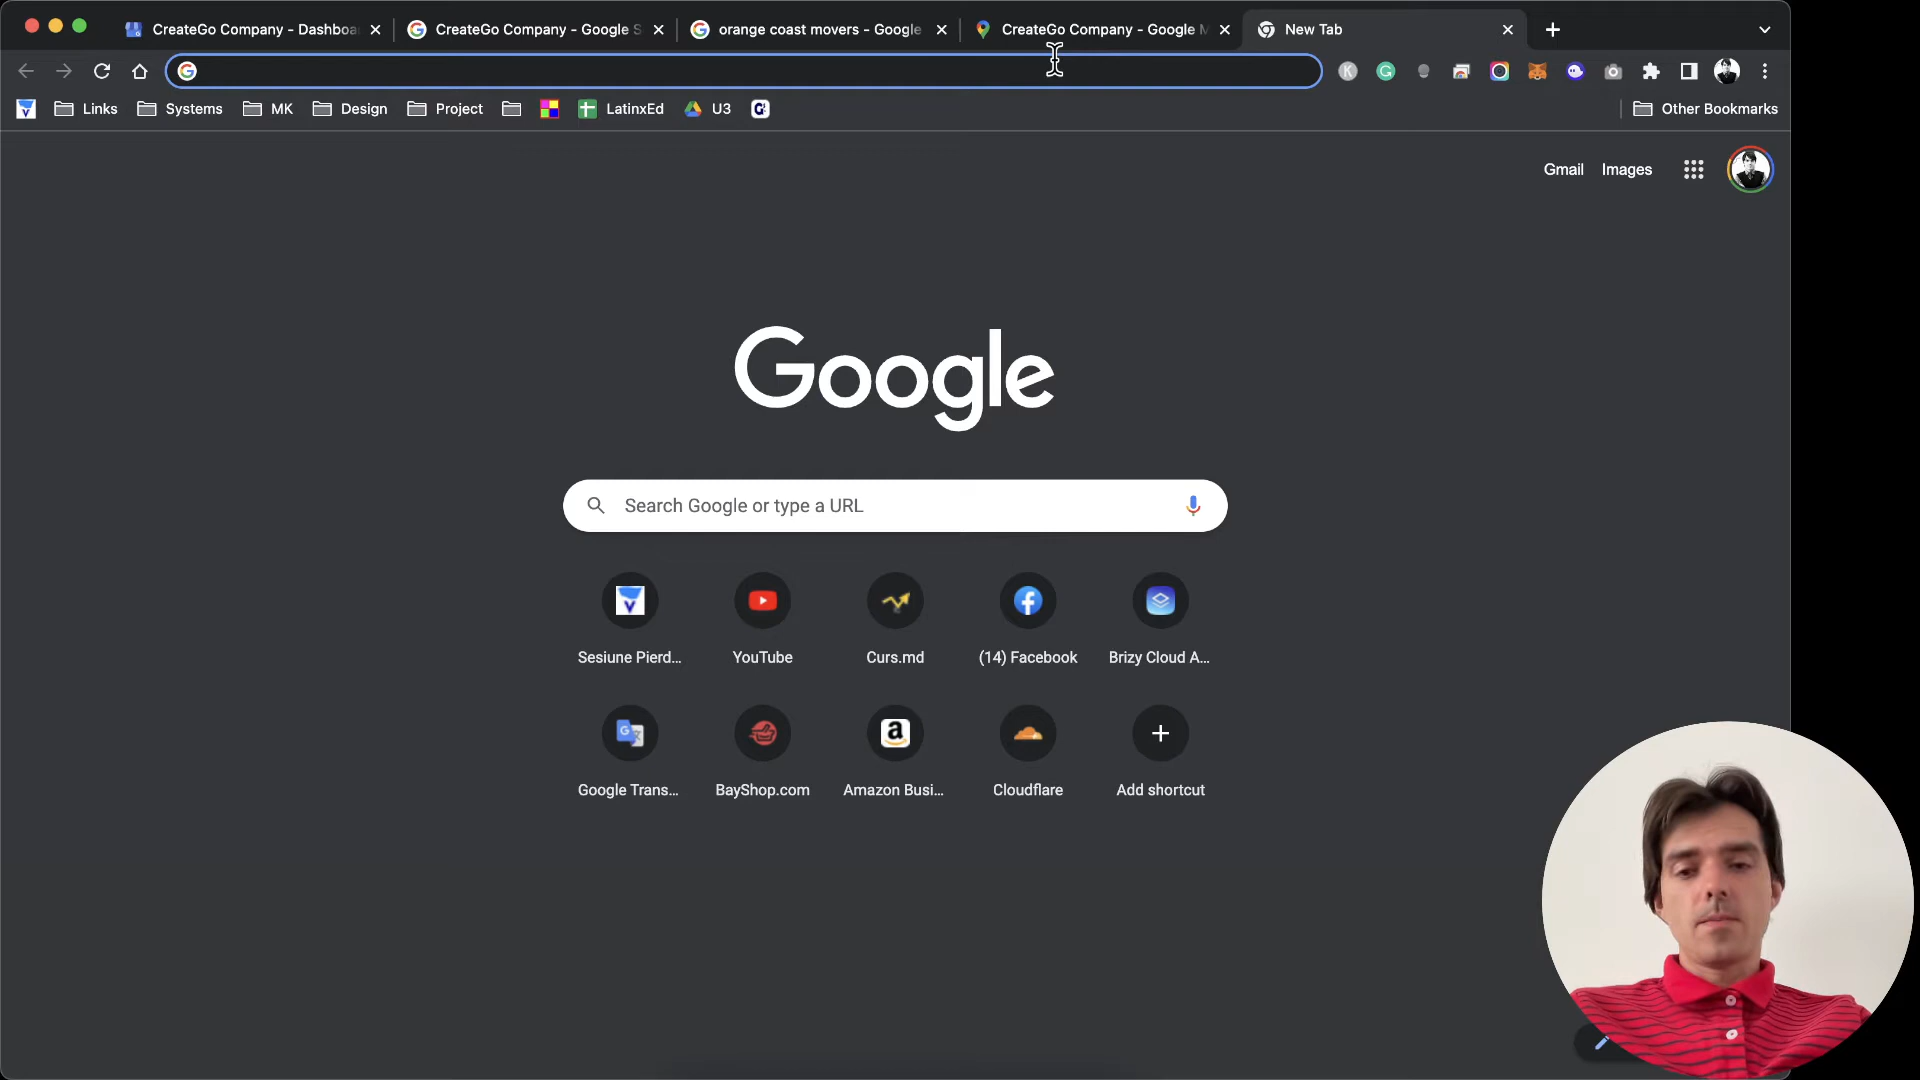 CreateGo Company - Dashboa
CreateGo Company - Google S
orange coast movers - Google
CreateGo Company - Google M
New Tab
Links
Systems
MK
Design
Project
LatinxEd
U3
Other Bookmarks
Gmail
Images
Google
Search Google or type a URL
Sesiune Pierd...
YouTube
Curs.md
(14) Facebook
Brizy Cloud A...
Google Trans...
BayShop.com
Amazon Busi...
Cloudflare
Add shortcut